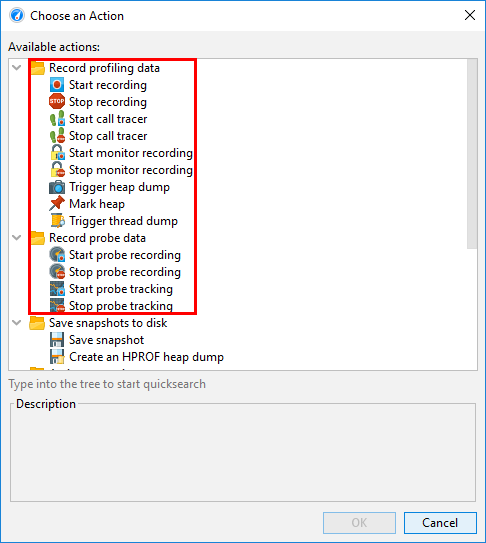 Choose an Action
Available actions:
Record profiling data
Start recording
Stop recording
Start call tracer
Stop call tracer
Start monitor recording
Stop monitor recording
Trigger heap dump
Mark heap
Trigger thread dump
Record probe data
Start probe recording
Stop probe recording
Start probe tracking
Stop probe tracking
Save snapshots to disk
Save snapshot
Create an HPROF heap dump
Type into the tree to start quicksearch
Description
OK
Cancel